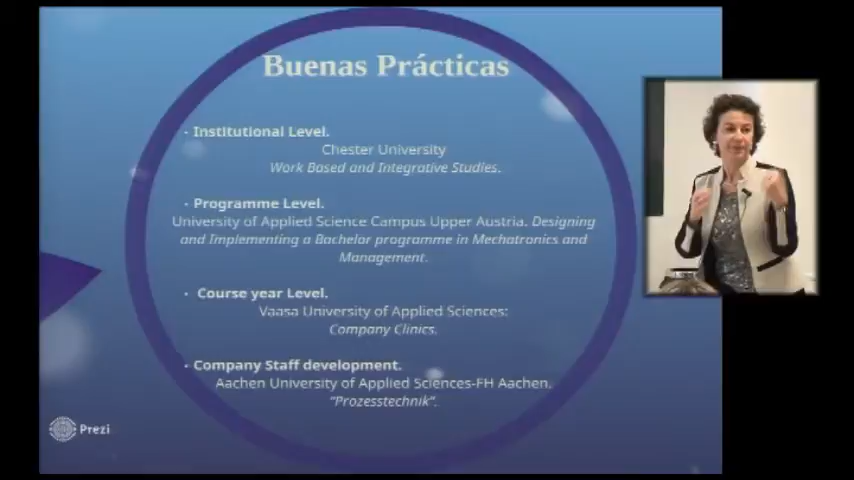 Buenas Prácticas
· Institutional Level.
Chester University
Work Based and Integrative Studies.
· Programme Level.
University of Applied Science Campus Upper Austria. Designing
and Implementing a Bachelor programme in Mechatronics and
Management.
· Course year Level.
Vaasa University of Applied Sciences:
Company Clinics.
· Company Staff development.
Aachen University of Applied Sciences-FH Aachen.
"Prozesstechnik".
Prezi